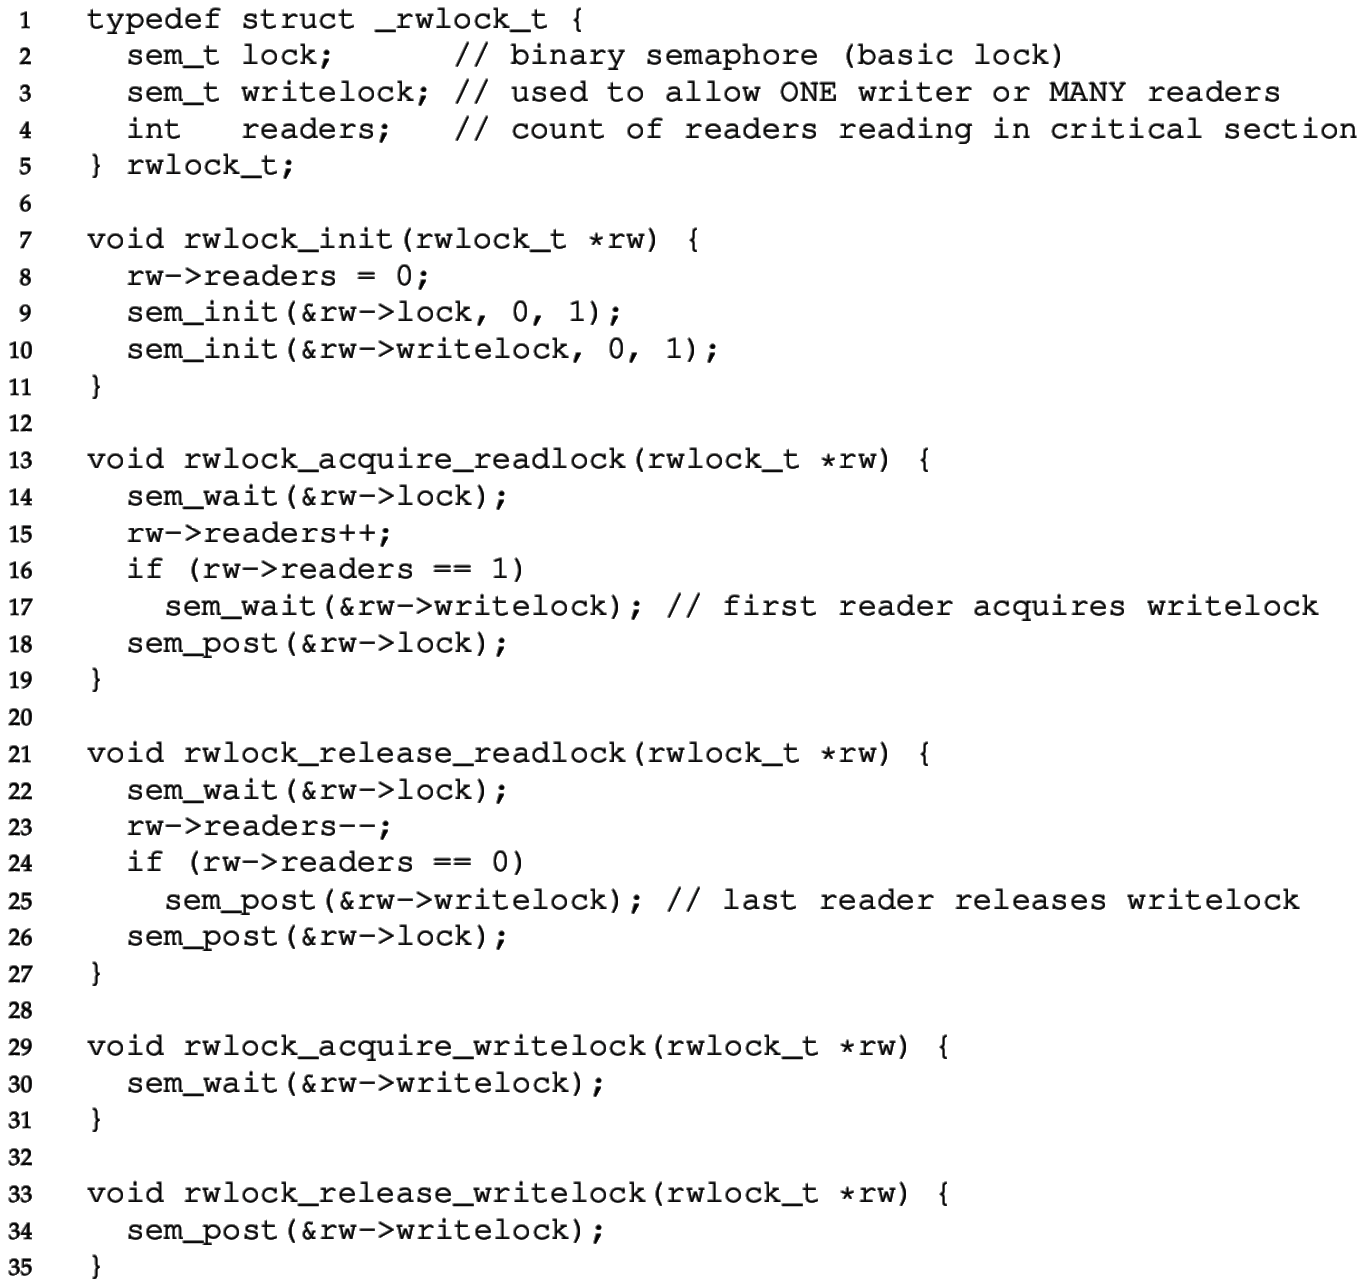 1 typedef struct _rwlock_t {
2 sem_t lock; // binary semaphore (basic lock)
3 sem_t writelock; // used to allow ONE writer or MANY readers
4 int readers; // count of readers reading in critical section
5 } rwlock_t;
6
7 void rwlock_init(rwlock_t *rw) {
8 rw->readers = 0;
9 sem_init(&rw->lock, 0, 1);
10 sem_init(&rw->writelock, 0, 1);
11 }
12
13 void rwlock_acquire_readlock(rwlock_t *rw) {
14 sem_wait(&rw->lock);
15 rw->readers++;
16 if (rw->readers == 1)
17 sem_wait(&rw->writelock); // first reader acquires writelock
18 sem_post(&rw->lock);
19 }
20
21 void rwlock_release_readlock(rwlock_t *rw) {
22 sem_wait(&rw->lock);
23 rw->readers--;
24 if (rw->readers == 0)
25 sem_post(&rw->writelock); // last reader releases writelock
26 sem_post(&rw->lock);
27 }
28
29 void rwlock_acquire_writelock(rwlock_t *rw) {
30 sem_wait(&rw->writelock);
31 }
32
33 void rwlock_release_writelock(rwlock_t *rw) {
34 sem_post(&rw->writelock);
35 }